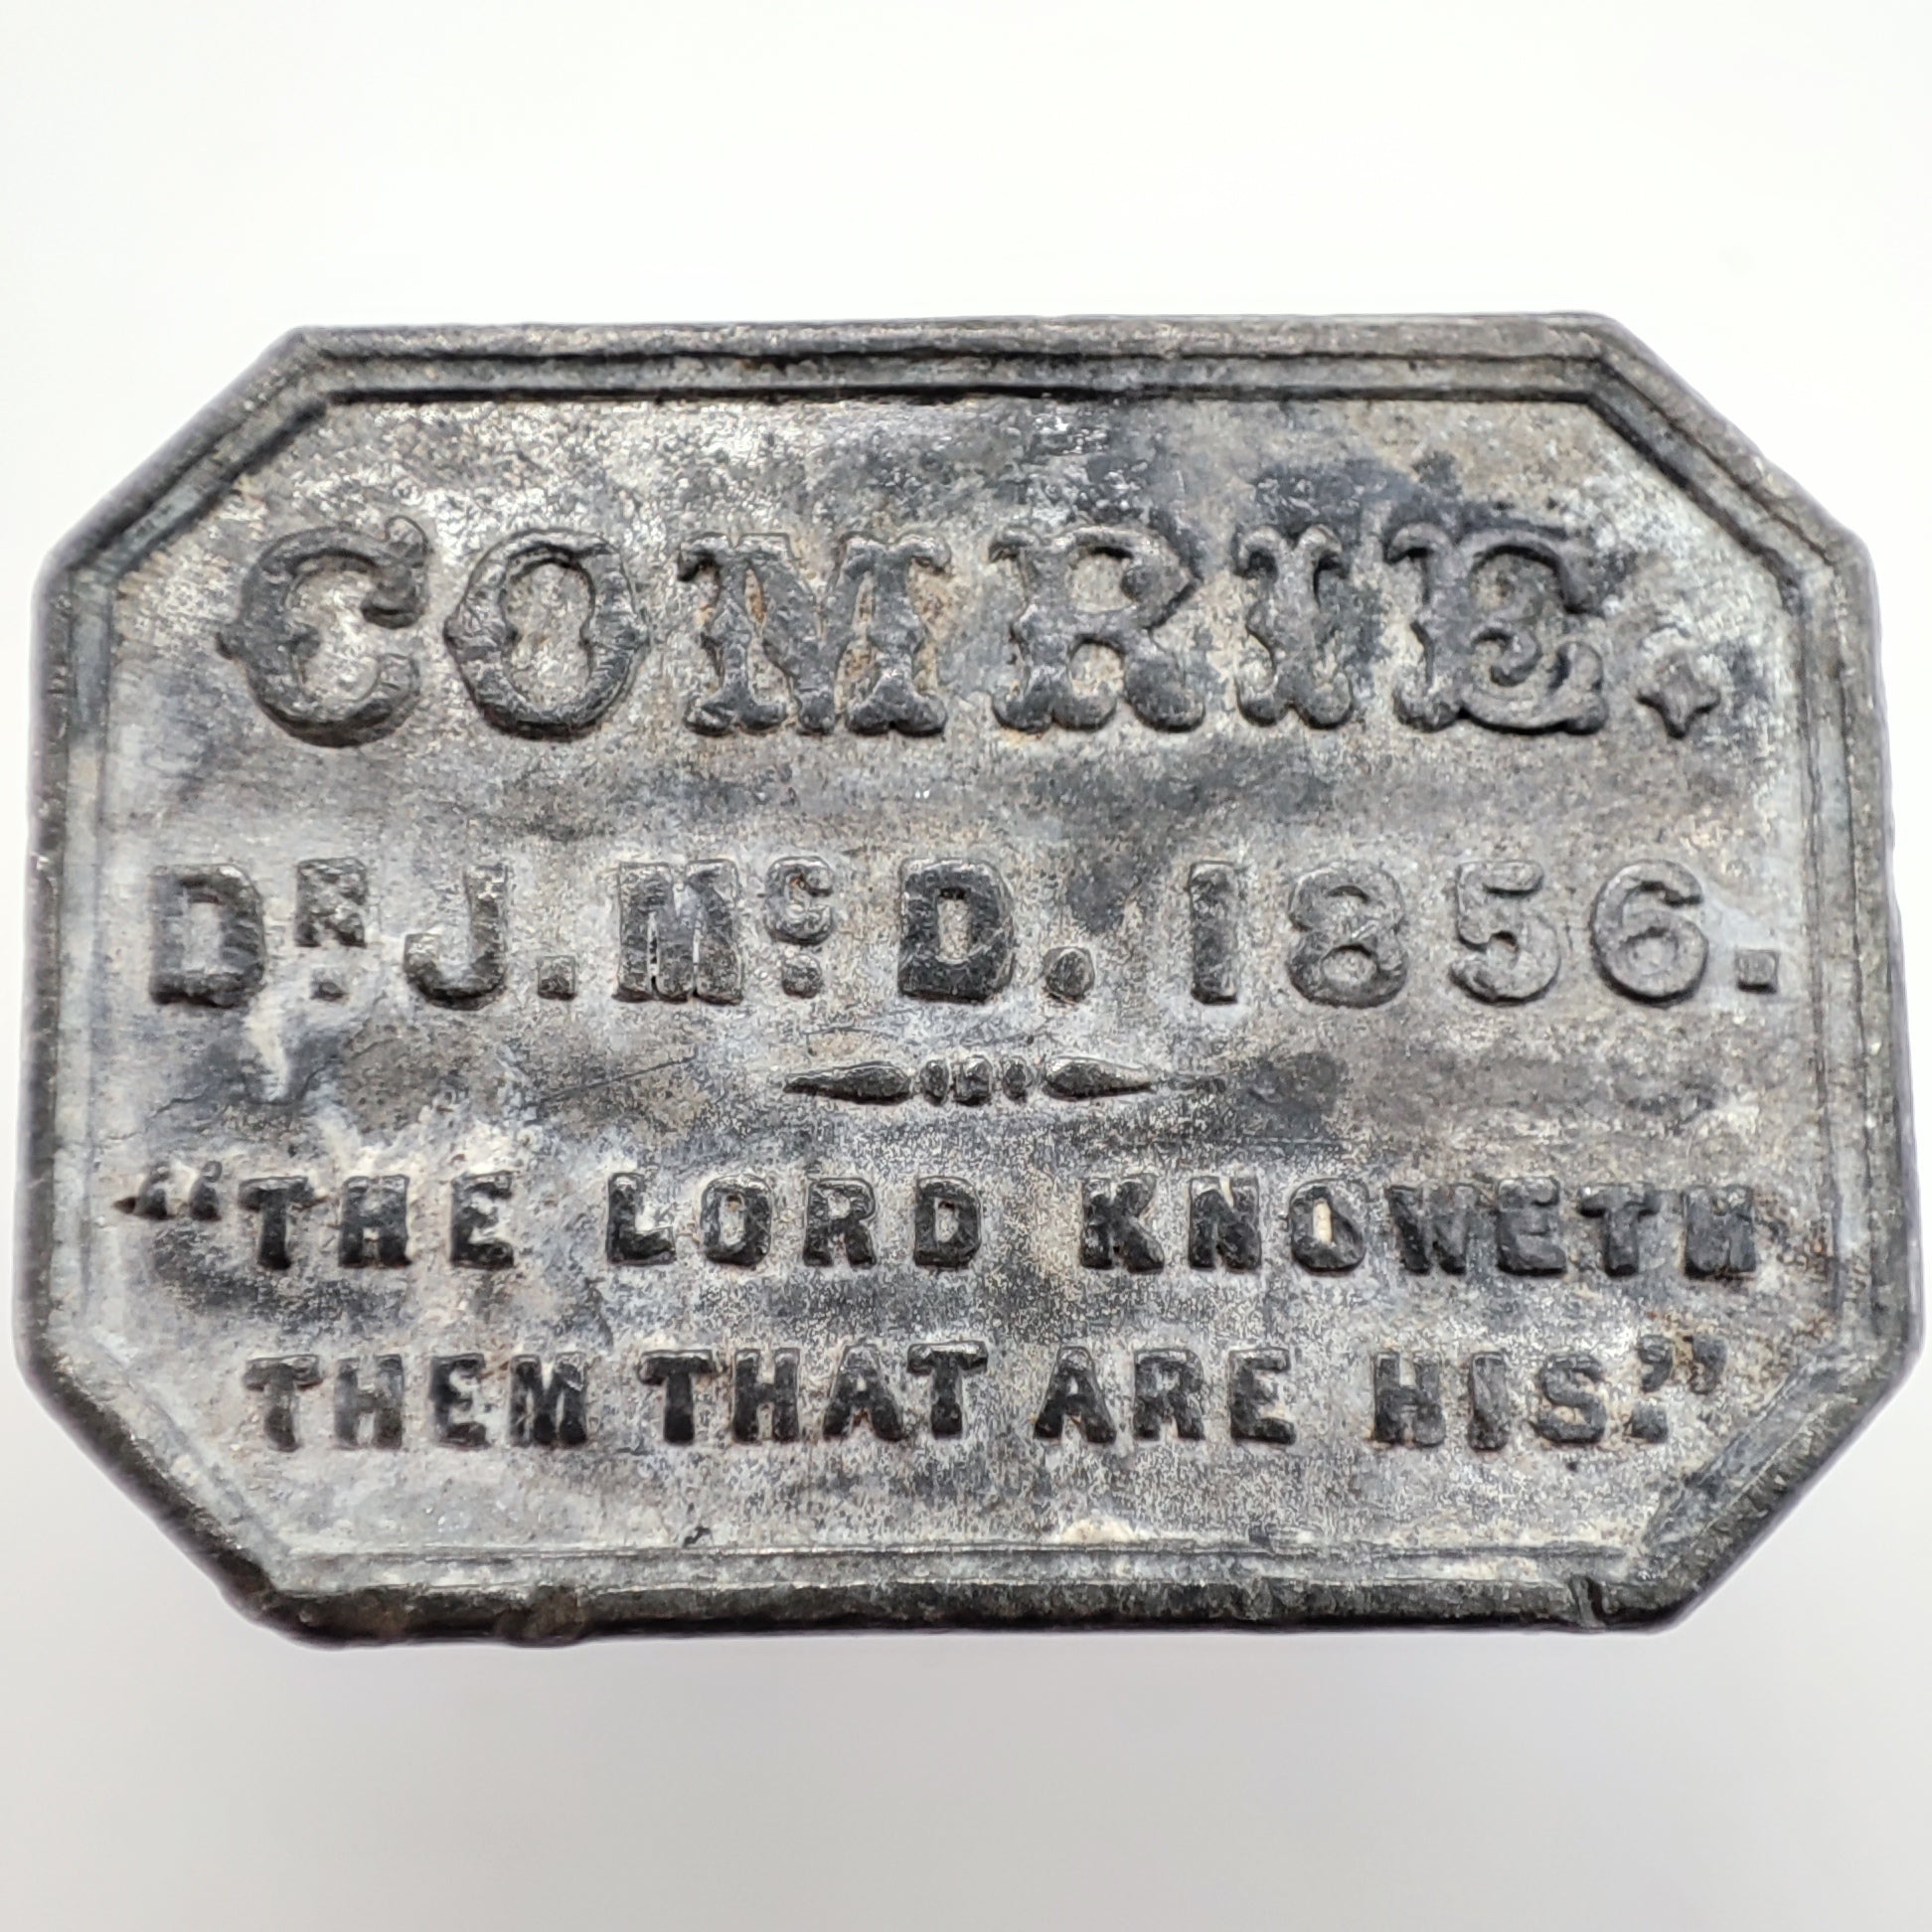 COMRIE.
Dᴿ. J. Mᶜ. D. 1856.
“THE LORD KNOWETH
THEM THAT ARE HIS.”